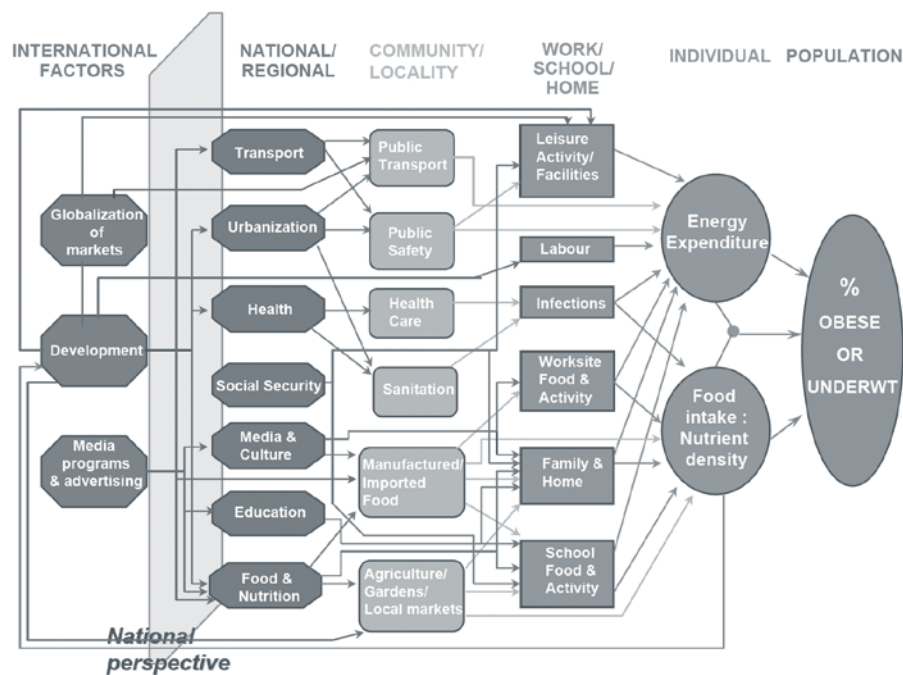 INTERNATIONAL
FACTORS
NATIONAL/
REGIONAL
COMMUNITY/
LOCALITY
WORK/
SCHOOL/
HOME
INDIVIDUAL
POPULATION
Globalization
of
markets
Development
Media
programs
& advertising
Transport
Urbanization
Health
Social Security
Media &
Culture
Education
Food &
Nutrition
National
perspective
Public
Transport
Public
Safety
Health
Care
Sanitation
Manufactured/
Imported
Food
Agriculture/
Gardens/
Local markets
Leisure
Activity/
Facilities
Labour
Infections
Worksite
Food &
Activity
Family &
Home
School
Food &
Activity
Energy
Expenditure
Food
intake :
Nutrient
density
%
OBESE
OR
UNDERWT